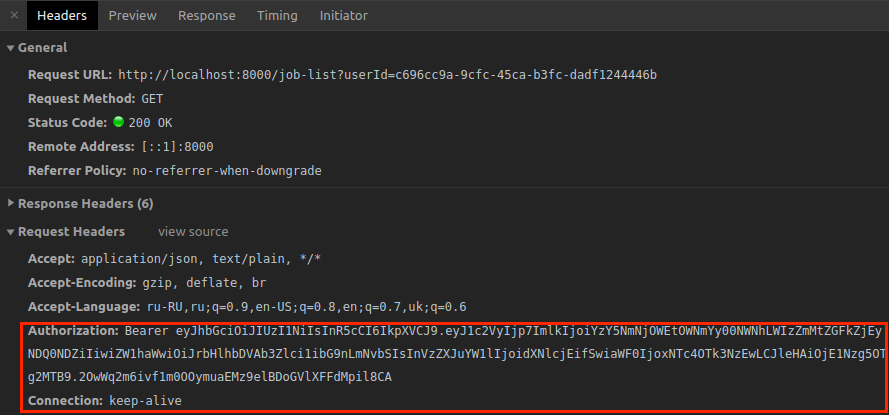 × Headers Preview Response Timing Initiator
▼ General
Request URL: http://localhost:8000/job-list?userId=c696cc9a-9cfc-45ca-b3fc-dadf1244446b
Request Method: GET
Status Code: 200 OK
Remote Address: [::1]:8000
Referrer Policy: no-referrer-when-downgrade
▶ Response Headers (6)
▼ Request Headers view source
Accept: application/json, text/plain, */*
Accept-Encoding: gzip, deflate, br
Accept-Language: ru-RU,ru;q=0.9,en-US;q=0.8,en;q=0.7,uk;q=0.6
Authorization: Bearer eyJhbGciOiJIUzI1NiIsInR5cCI6IkpXVCJ9.eyJ1c2VyIjp7ImlkIjoiYzY5NmNjOWEtOWNmYy00NWNhLWIzZmMtZGFkZjEy
NDQ0NDZiIiwiZW1haWwiOiJrbHlhbDVAb3Zlci1ibG9nLmNvbSIsInVzZXJuYW1lIjoidXNlcjEifSwiaWF0IjoxNTc4OTk3NzEwLCJleHAiOjE1Nzg5OT
g2MTB9.2OwWq2m6ivf1m0OOymuaEMz9elBDoGVlXFFdMpil8CA
Connection: keep-alive